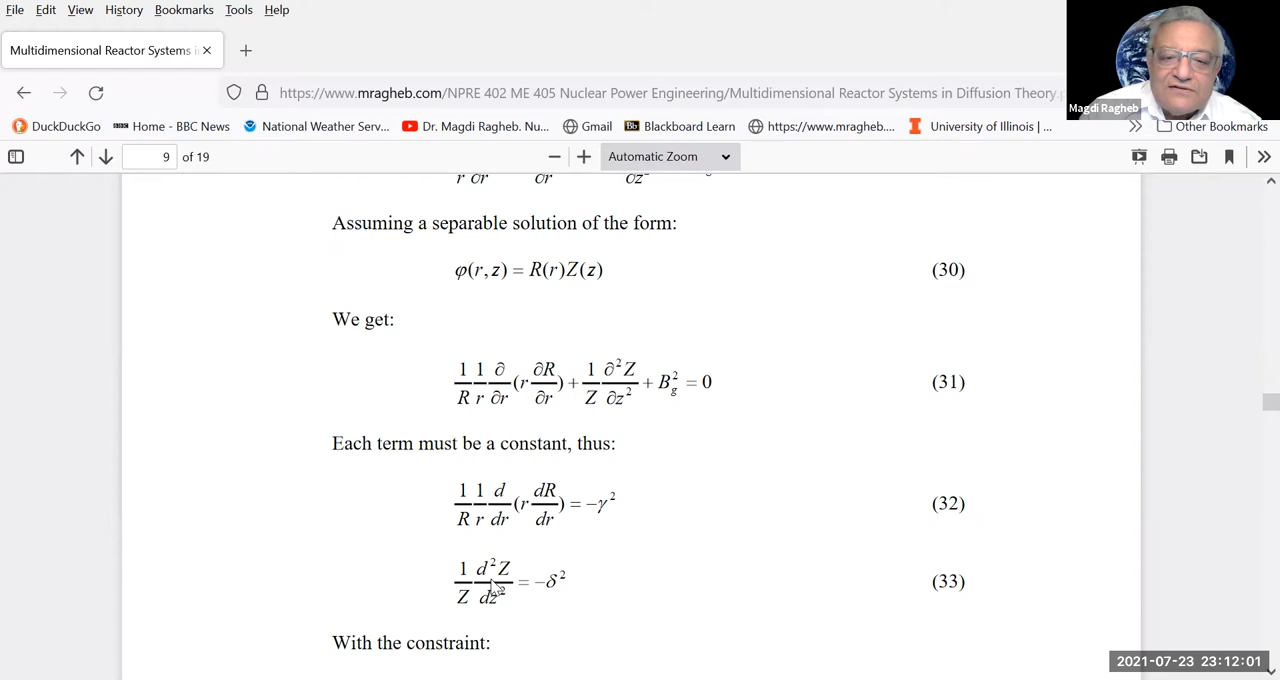 File Edit View History Bookmarks Tools Help
Multidimensional Reactor Systems i
https://www.mragheb.com/NPRE 402 ME 405 Nuclear Power Engineering/Multidimensional Reactor Systems in Diffusion Theory.p
Magdi Ragheb
DuckDuckGo Home - BBC News National Weather Serv... Dr. Magdi Ragheb. Nu... Gmail Blackboard Learn https://www.mragheb.... University of Illinois | ... Other Bookmarks
9 of 19 Automatic Zoom
r ∂r ∂r ∂z²
Assuming a separable solution of the form:
φ(r,z) = R(r)Z(z) (30)
We get:
1/R 1/r ∂/∂r (r ∂R/∂r) + 1/Z ∂²Z/∂z² + B_g² = 0 (31)
Each term must be a constant, thus:
1/R 1/r d/dr (r dR/dr) = −γ² (32)
1/Z d²Z/dz² = −δ² (33)
With the constraint:
2021-07-23 23:12:01